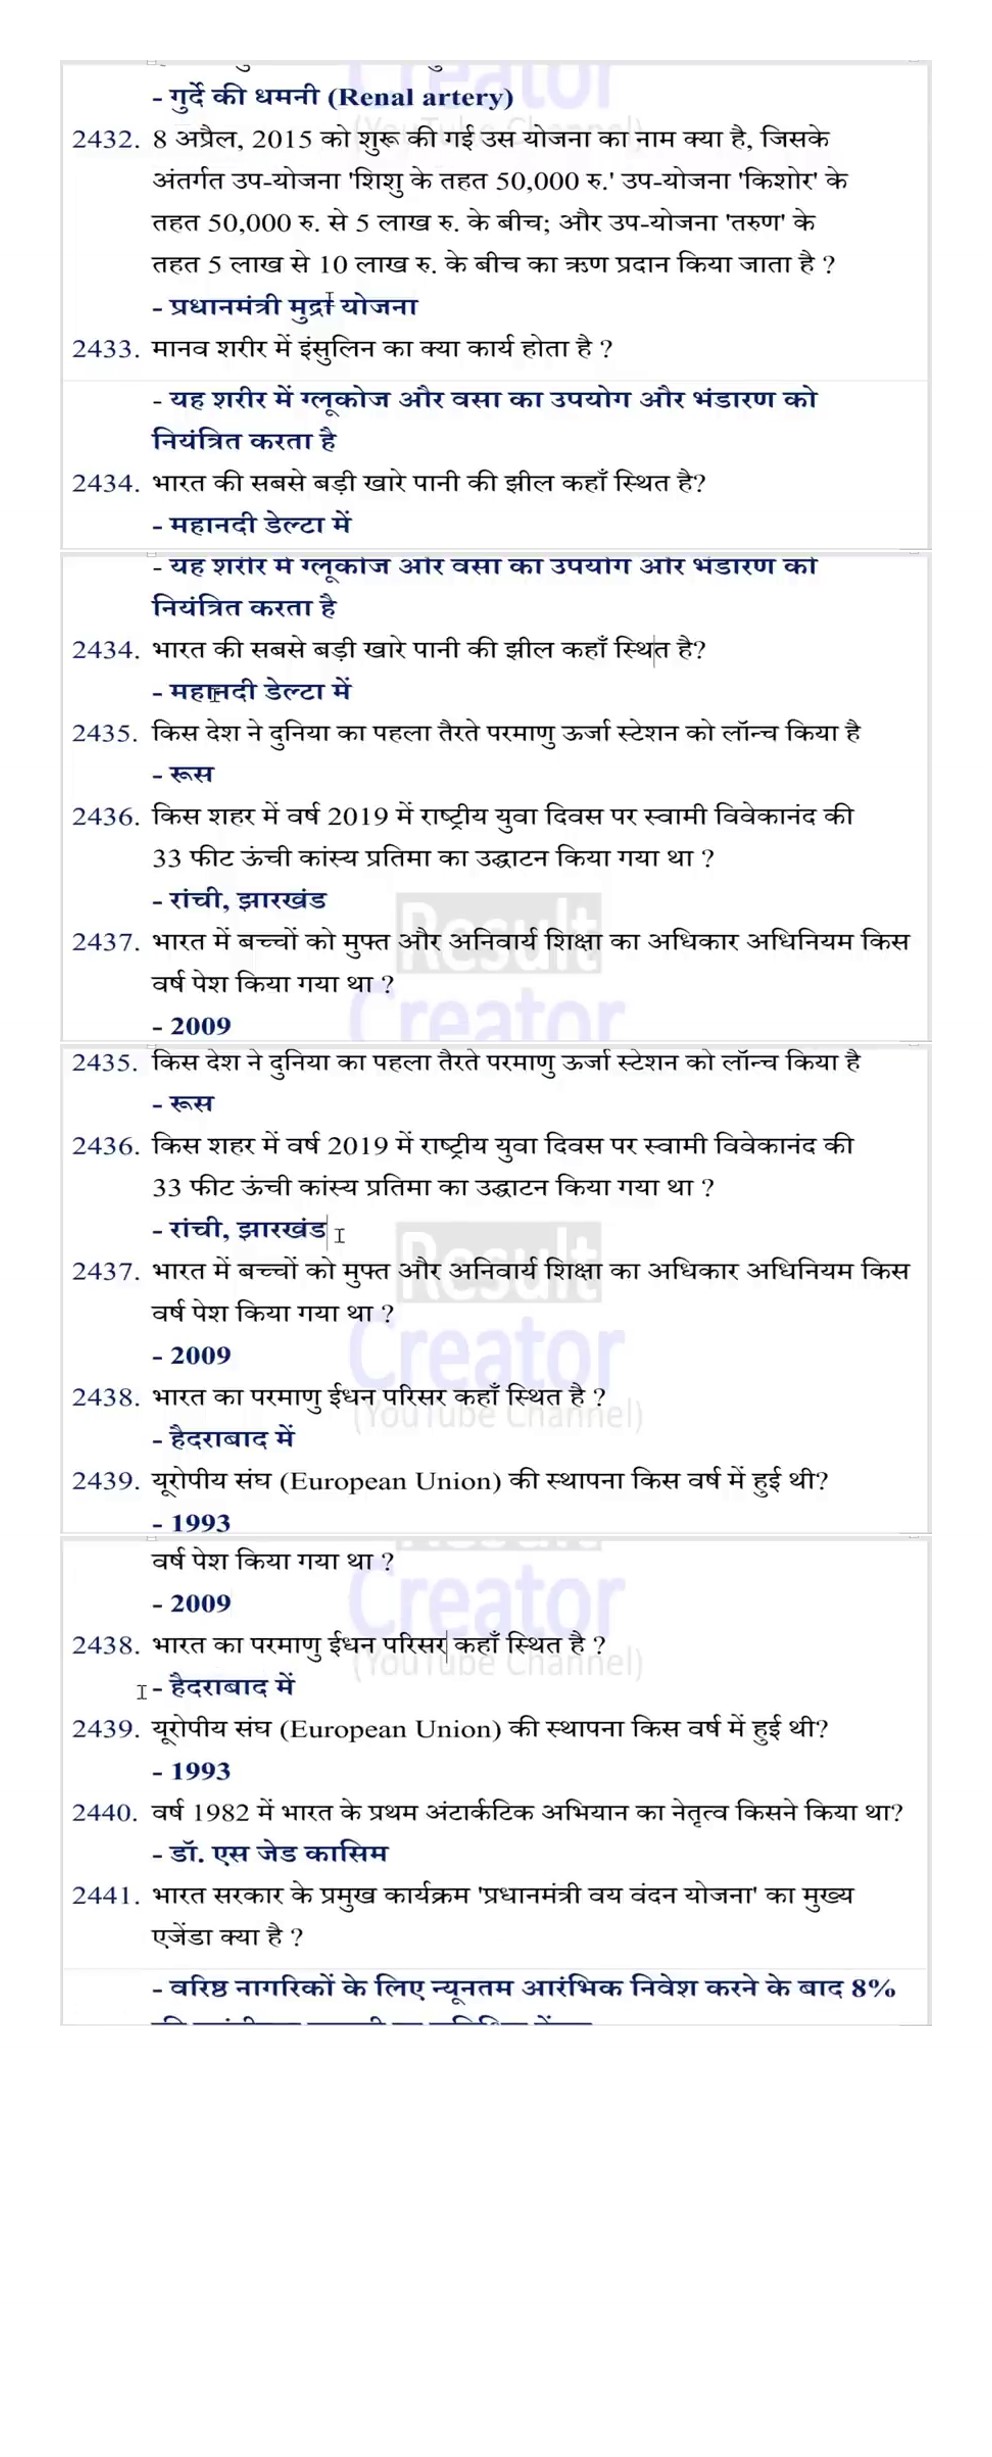 - गुर्दे की धमनी (Renal artery)
(YouTube Channel)
2432. 8 अप्रैल, 2015 को शुरू की गई उस योजना का नाम क्या है, जिसके
अंतर्गत उप-योजना 'शिशु के तहत 50,000 रु.' उप-योजना 'किशोर' के
तहत 50,000 रु. से 5 लाख रु. के बीच; और उप-योजना 'तरुण' के
तहत 5 लाख से 10 लाख रु. के बीच का ऋण प्रदान किया जाता है ?
- प्रधानमंत्री मुद्रा योजना
2433. मानव शरीर में इंसुलिन का क्या कार्य होता है ?
- यह शरीर में ग्लूकोज और वसा का उपयोग और भंडारण को
नियंत्रित करता है
2434. भारत की सबसे बड़ी खारे पानी की झील कहाँ स्थित है?
- महानदी डेल्टा में
- यह शरीर में ग्लूकोज और वसा का उपयोग और भंडारण को
नियंत्रित करता है
2434. भारत की सबसे बड़ी खारे पानी की झील कहाँ स्थित है?
- महानदी डेल्टा में
2435. किस देश ने दुनिया का पहला तैरते परमाणु ऊर्जा स्टेशन को लॉन्च किया है
- रूस
2436. किस शहर में वर्ष 2019 में राष्ट्रीय युवा दिवस पर स्वामी विवेकानंद की
33 फीट ऊंची कांस्य प्रतिमा का उद्घाटन किया गया था ?
- रांची, झारखंड
Result
2437. भारत में बच्चों को मुफ्त और अनिवार्य शिक्षा का अधिकार अधिनियम किस
वर्ष पेश किया गया था ?
Creator
- 2009
2435. किस देश ने दुनिया का पहला तैरते परमाणु ऊर्जा स्टेशन को लॉन्च किया है
- रूस
2436. किस शहर में वर्ष 2019 में राष्ट्रीय युवा दिवस पर स्वामी विवेकानंद की
33 फीट ऊंची कांस्य प्रतिमा का उद्घाटन किया गया था ?
- रांची, झारखंड
Result
2437. भारत में बच्चों को मुफ्त और अनिवार्य शिक्षा का अधिकार अधिनियम किस
वर्ष पेश किया गया था ?
Creator
- 2009
2438. भारत का परमाणु ईधन परिसर कहाँ स्थित है ?
(YouTube Channel)
- हैदराबाद में
2439. यूरोपीय संघ (European Union) की स्थापना किस वर्ष में हुई थी?
- 1993
वर्ष पेश किया गया था ?
Creator
- 2009
2438. भारत का परमाणु ईधन परिसर कहाँ स्थित है ?
(YouTube Channel)
- हैदराबाद में
2439. यूरोपीय संघ (European Union) की स्थापना किस वर्ष में हुई थी?
- 1993
2440. वर्ष 1982 में भारत के प्रथम अंटार्कटिक अभियान का नेतृत्व किसने किया था?
- डॉ. एस जेड कासिम
2441. भारत सरकार के प्रमुख कार्यक्रम 'प्रधानमंत्री वय वंदन योजना' का मुख्य
एजेंडा क्या है ?
- वरिष्ठ नागरिकों के लिए न्यूनतम आरंभिक निवेश करने के बाद 8%